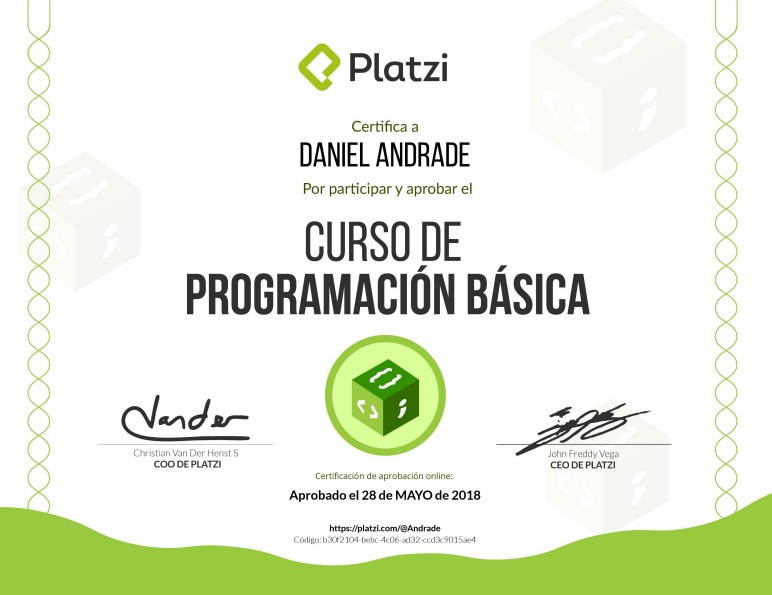 Platzi
Certifica a
DANIEL ANDRADE
Por participar y aprobar el
CURSO DE
PROGRAMACIÓN BÁSICA
Vander
Christian Van Der Henst S
COO DE PLATZI
John Freddy Vega
CEO DE PLATZI
Certificación de aprobación online:
Aprobado el 28 de MAYO de 2018
https://platzi.com/@Andrade
Código: b30f2104-bebc-4c06-ad32-ccd3c9015ae4